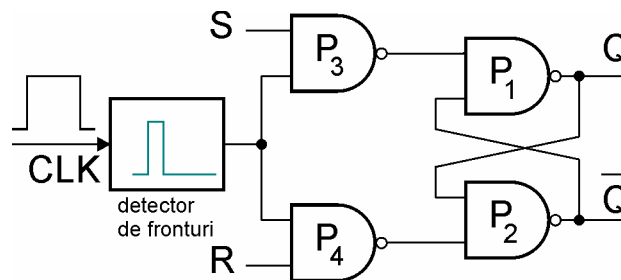 S
P3
P1
Q
CLK
detector
de fronturi
R
P4
P2
Q̅